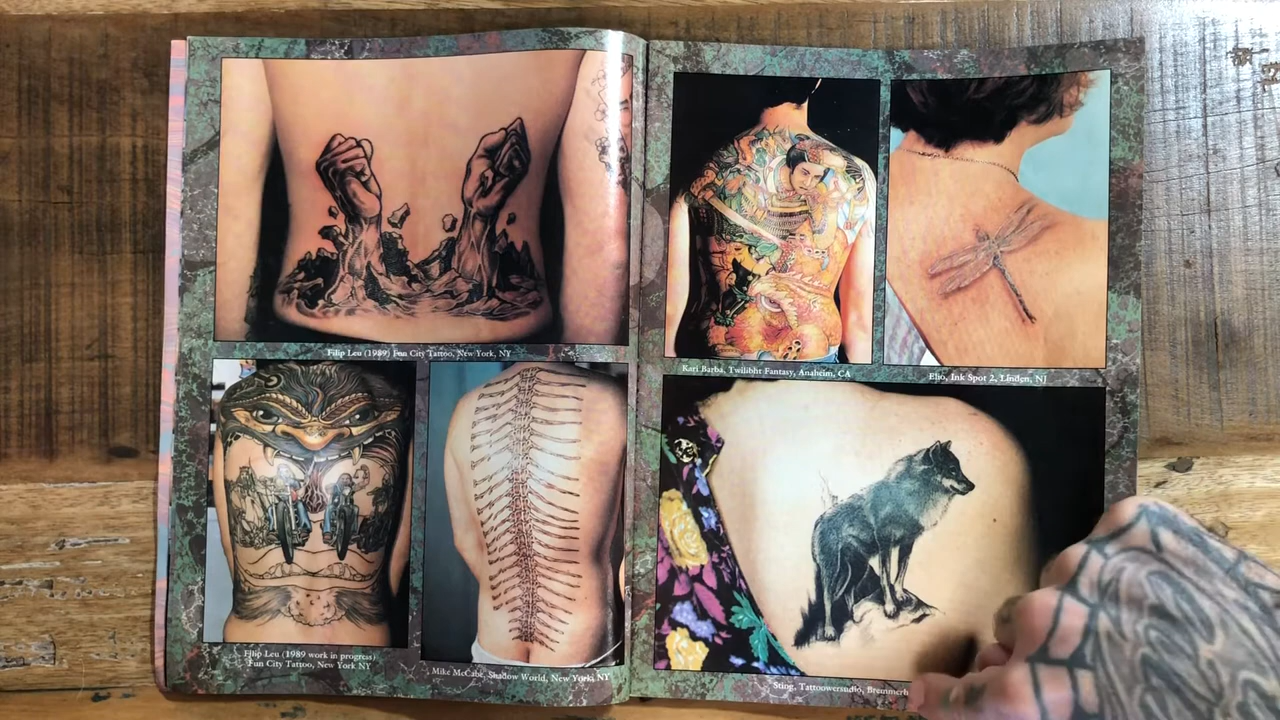 Filip Leu (1989) Fun City Tattoo, New York, NY
Filip Leu (1989 work in progress)
Fun City Tattoo, New York NY
Mike McCabe, Shadow World, New York NY
Kari Barba, Twilibht Fantasy, Anaheim, CA
Elio, Ink Spot 2, Linden, NJ
Sting, Tattoowersudio,